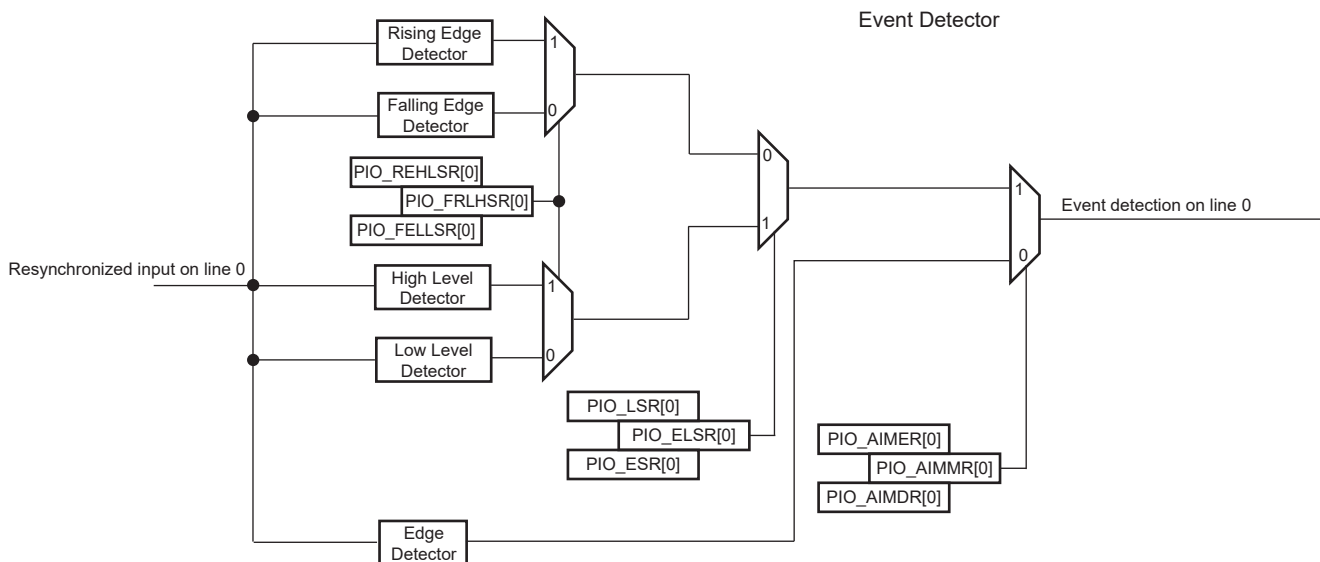 Event Detector
Rising Edge
Detector
1
Falling Edge
Detector
0
0
PIO_REHLSR[0]
PIO_FRLHSR[0]
PIO_FELLSR[0]
1
1
Event detection on line 0
0
Resynchronized input on line 0
High Level
Detector
1
Low Level
Detector
0
PIO_LSR[0]
PIO_ELSR[0]
PIO_ESR[0]
PIO_AIMER[0]
PIO_AIMMR[0]
PIO_AIMDR[0]
Edge
Detector